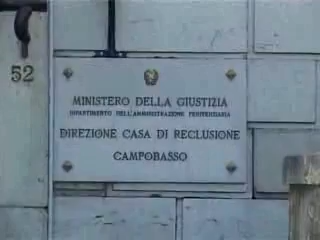 52
MINISTERO DELLA GIUSTIZIA
DIPARTIMENTO DELL'AMMINISTRAZIONE PENITENZIARIA
DIREZIONE CASA DI RECLUSIONE
CAMPOBASSO